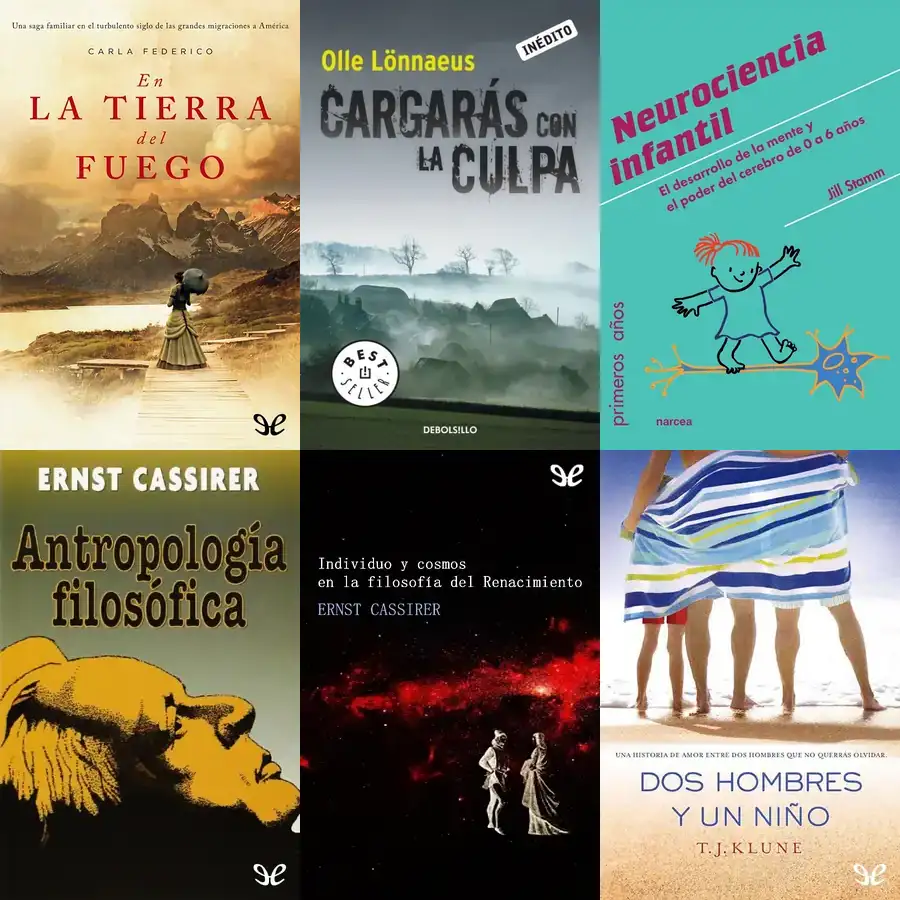 Una saga familiar en el turbulento siglo de las grandes migraciones a América
CARLA FEDERICO
En
LA TIERRA
del
FUEGO
INÉDITO
Olle Lönnaeus
CARGARÁS CON
LA CULPA
BEST
SELLER
DEBOLS!LLO
Neurociencia
infantil
El desarrollo de la mente y
el poder del cerebro de 0 a 6 años
Jill Stamm
primeros años
narcea
ERNST CASSIRER
Antropología
filosófica
Individuo y cosmos
en la filosofía del Renacimiento
ERNST CASSIRER
UNA HISTORIA DE AMOR ENTRE DOS HOMBRES QUE NO QUERRÁS OLVIDAR.
DOS HOMBRES
Y UN NIÑO
T.J. KLUNE